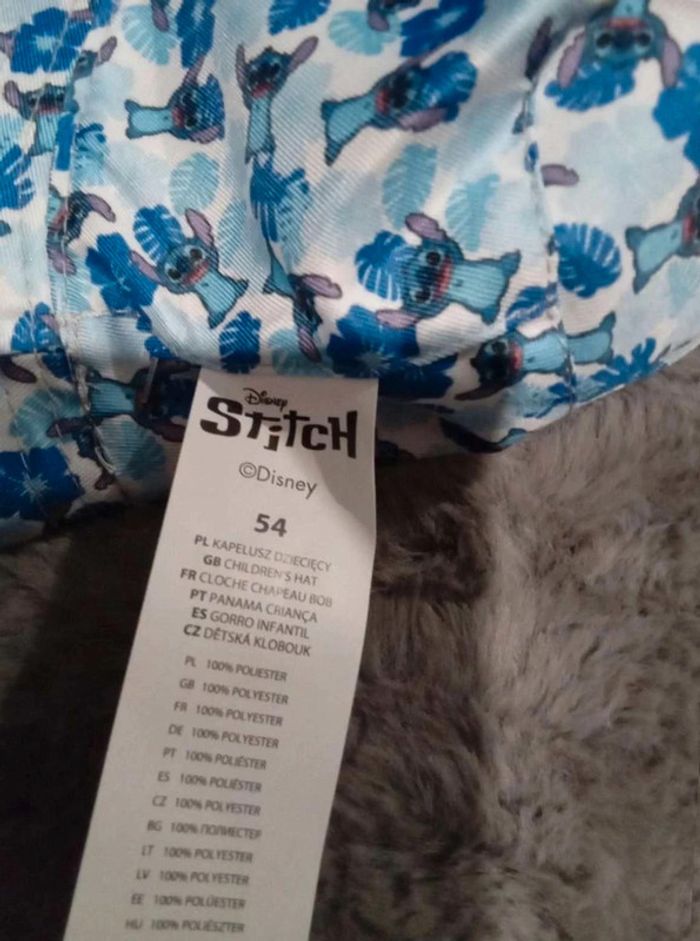 Disney
STITCH
©Disney
54
PL KAPELUSZ DZIECIĘCY
GB CHILDREN'S HAT
FR CLOCHE CHAPEAU BOB
PT PANAMA CRIANÇA
ES GORRO INFANTIL
CZ DĚTSKÁ KLOBOUK
PL 100% POLIESTER
GB 100% POLYESTER
FR 100% POLYESTER
DE 100% POLYESTER
PT 100% POLIÉSTER
ES 100% POLIÉSTER
CZ 100% POLYESTER
BG 100% ПОЛИЕСТЕР
LT 100% POLYESTER
LV 100% POLYESTER
EE 100% POLÜESTER
HU 100% POLIÉSZTER